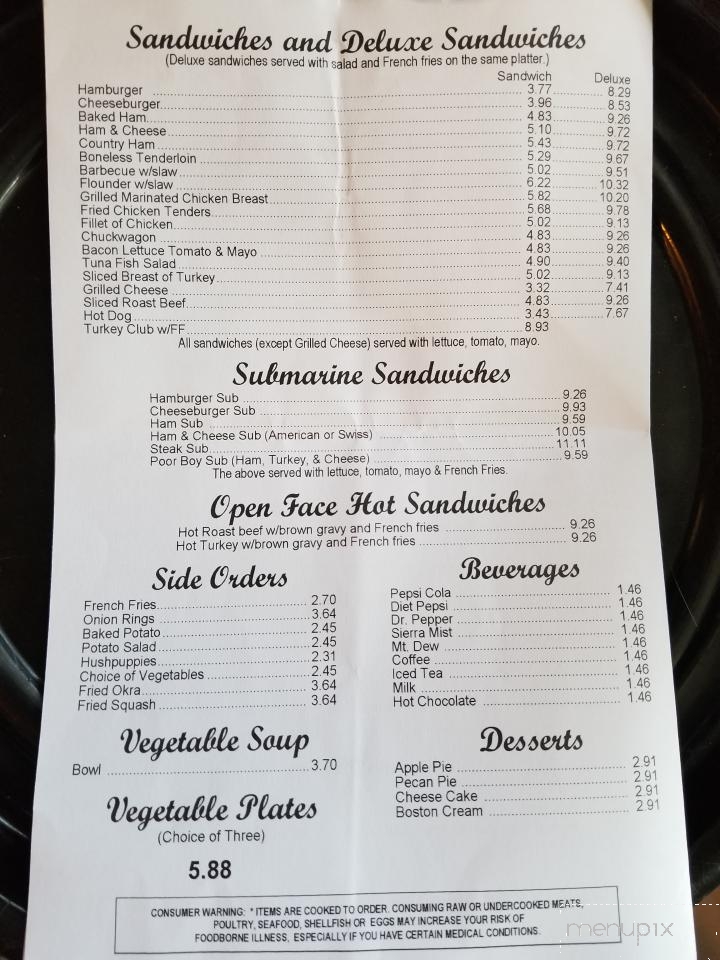 Sandwiches and Deluxe Sandwiches
(Deluxe sandwiches served with salad and French fries on the same platter.)
Sandwich Deluxe
Hamburger 3.77 8.29
Cheeseburger 3.96 8.53
Baked Ham 4.83 9.26
Ham & Cheese 5.10 9.72
Country Ham 5.43 9.72
Boneless Tenderloin 5.29 9.67
Barbecue w/slaw 5.02 9.51
Flounder w/slaw 6.22 10.32
Grilled Marinated Chicken Breast 5.82 10.20
Fried Chicken Tenders 5.68 9.78
Fillet of Chicken 5.02 9.13
Chuckwagon 4.83 9.26
Bacon Lettuce Tomato & Mayo 4.83 9.26
Tuna Fish Salad 4.90 9.40
Sliced Breast of Turkey 5.02 9.13
Grilled Cheese 3.32 7.41
Sliced Roast Beef 4.83 9.26
Hot Dog 3.43 7.67
Turkey Club w/FF 8.93
All sandwiches (except Grilled Cheese) served with lettuce, tomato, mayo.
Submarine Sandwiches
Hamburger Sub 9.26
Cheeseburger Sub 9.93
Ham Sub 9.59
Ham & Cheese Sub (American or Swiss) 10.05
Steak Sub 11.11
Poor Boy Sub (Ham, Turkey, & Cheese) 9.59
The above served with lettuce, tomato, mayo & French Fries.
Open Face Hot Sandwiches
Hot Roast beef w/brown gravy and French fries 9.26
Hot Turkey w/brown gravy and French fries 9.26
Side Orders
French Fries 2.70
Onion Rings 3.64
Baked Potato 2.45
Potato Salad 2.45
Hushpuppies 2.31
Choice of Vegetables 2.45
Fried Okra 3.64
Fried Squash 3.64
Vegetable Soup
Bowl 3.70
Vegetable Plates
(Choice of Three)
5.88
Beverages
Pepsi Cola 1.46
Diet Pepsi 1.46
Dr. Pepper 1.46
Sierra Mist 1.46
Mt. Dew 1.46
Coffee 1.46
Iced Tea 1.46
Milk 1.46
Hot Chocolate 1.46
Desserts
Apple Pie 2.91
Pecan Pie 2.91
Cheese Cake 2.91
Boston Cream 2.91
CONSUMER WARNING: * ITEMS ARE COOKED TO ORDER. CONSUMING RAW OR UNDERCOOKED MEATS,
POULTRY, SEAFOOD, SHELLFISH OR EGGS MAY INCREASE YOUR RISK OF
FOODBORNE ILLNESS, ESPECIALLY IF YOU HAVE CERTAIN MEDICAL CONDITIONS.
menupix